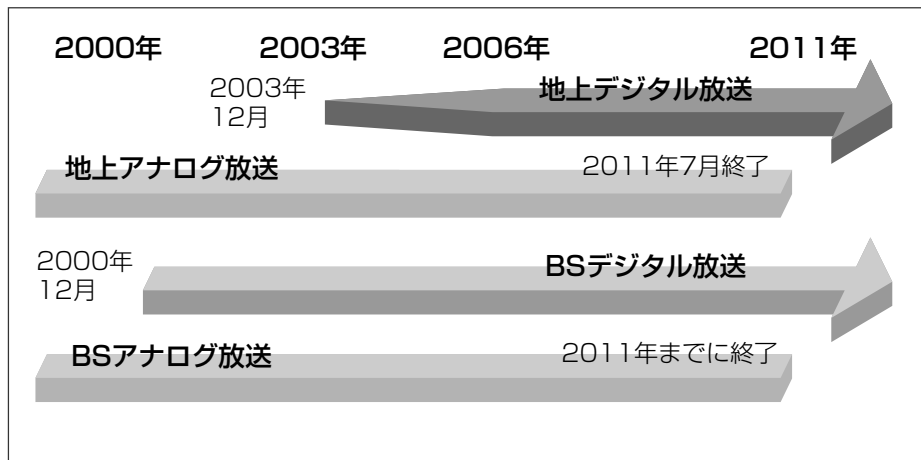 2000年 2003年 2006年 2011年
2003年
12月
地上デジタル放送
地上アナログ放送 2011年7月終了
2000年
12月
BSデジタル放送
BSアナログ放送 2011年までに終了